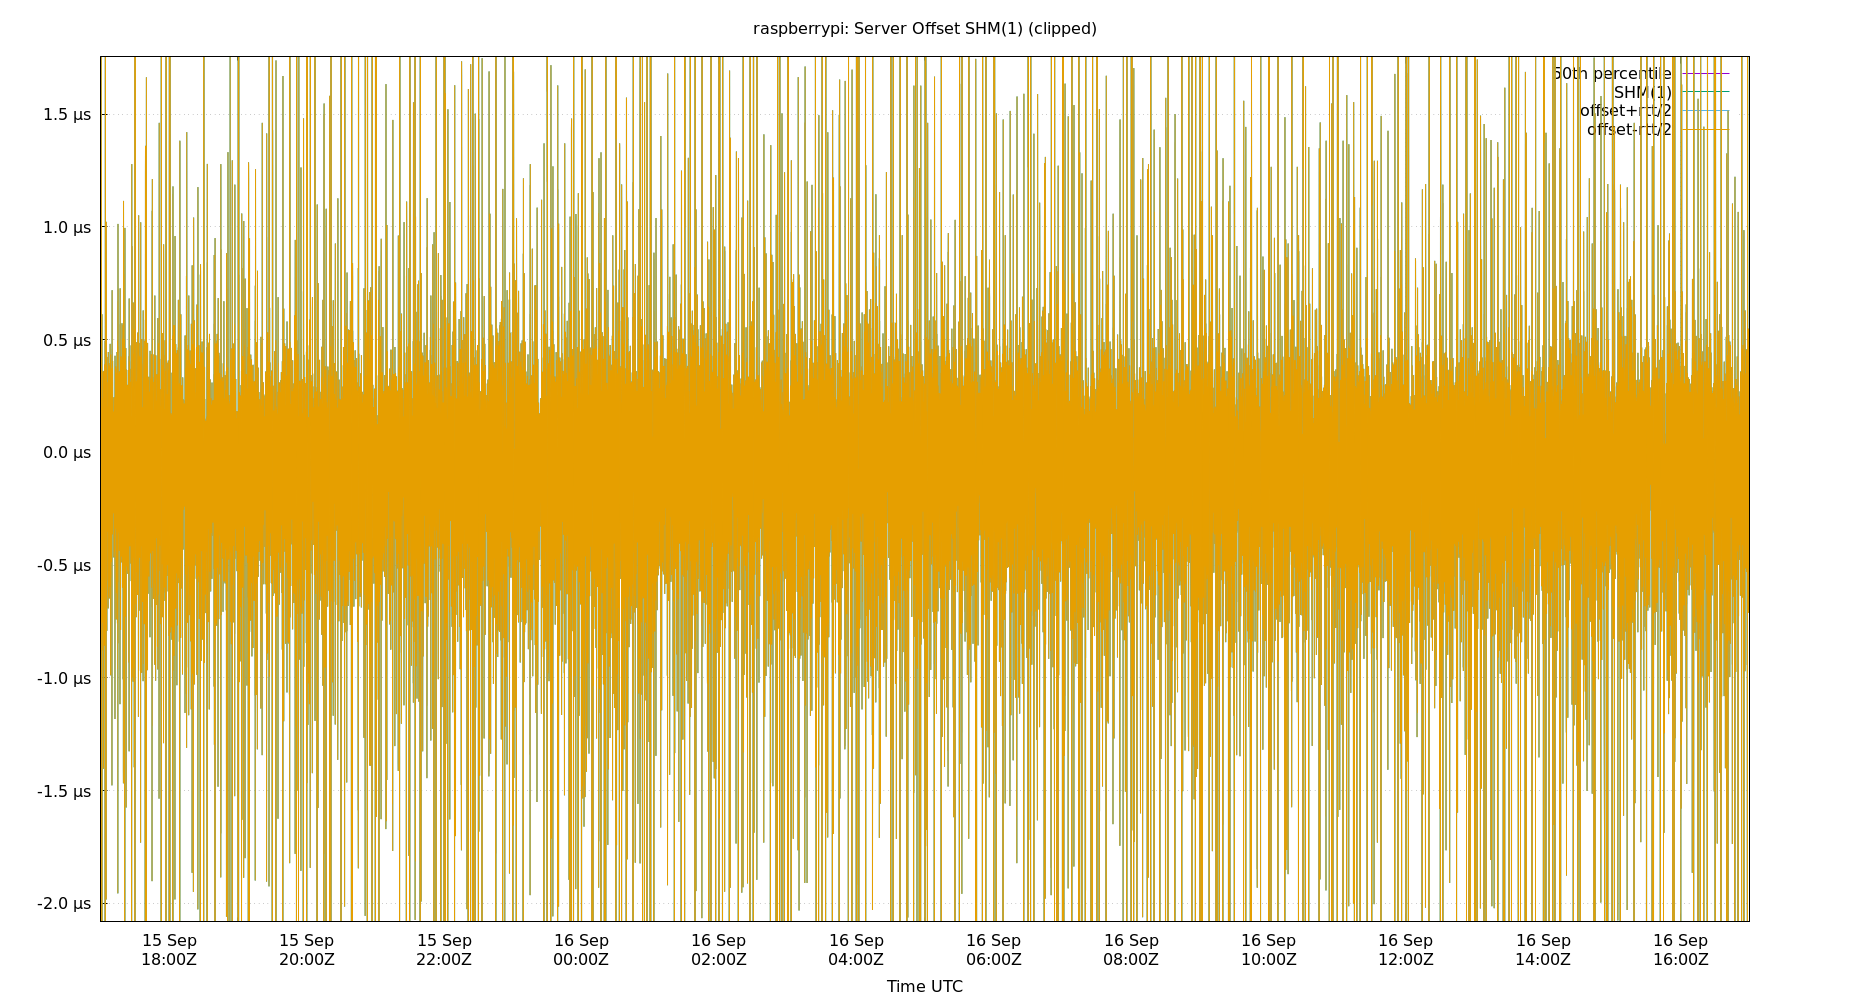 raspberrypi: Server Offset SHM(1) (clipped)
50th percentile
SHM(1)
offset+rtt/2
offset-rtt/2
1.5 µs
1.0 µs
0.5 µs
0.0 µs
-0.5 µs
-1.0 µs
-1.5 µs
-2.0 µs
15 Sep 15 Sep 15 Sep 16 Sep 16 Sep 16 Sep 16 Sep 16 Sep 16 Sep 16 Sep 16 Sep 16 Sep
18:00Z 20:00Z 22:00Z 00:00Z 02:00Z 04:00Z 06:00Z 08:00Z 10:00Z 12:00Z 14:00Z 16:00Z
Time UTC